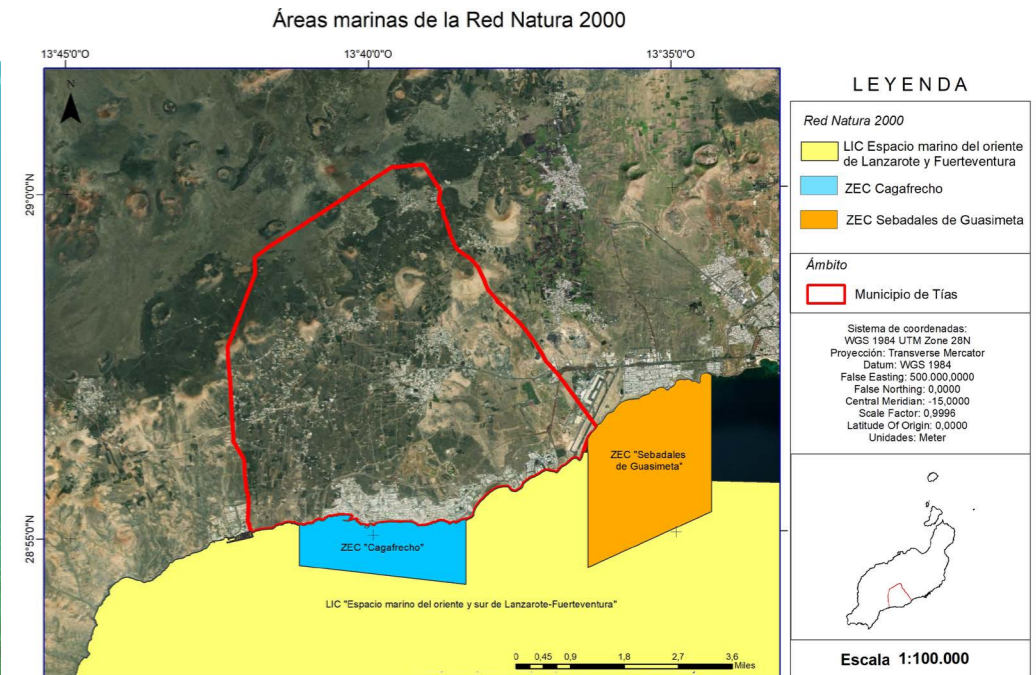 Áreas marinas de la Red Natura 2000
13°45'0"O
13°40'0"O
13°35'0"O
N
29°0'0"N
28°55'0"N
ZEC "Sebadales
de Guasimeta"
ZEC "Cagafrecho"
LIC "Espacio marino del oriente y sur de Lanzarote-Fuerteventura"
0 0,45 0,9 1,8 2,7 3,6
Miles
LEYENDA
Red Natura 2000
LIC Espacio marino del oriente
de Lanzarote y Fuerteventura
ZEC Cagafrecho
ZEC Sebadales de Guasimeta
Ámbito
Municipio de Tías
Sistema de coordenadas:
WGS 1984 UTM Zone 28N
Proyección: Transverse Mercator
Datum: WGS 1984
False Easting: 500.000,0000
False Northing: 0,0000
Central Meridian: -15,0000
Scale Factor: 0,9996
Latitude Of Origin: 0,0000
Unidades: Meter
Escala 1:100.000